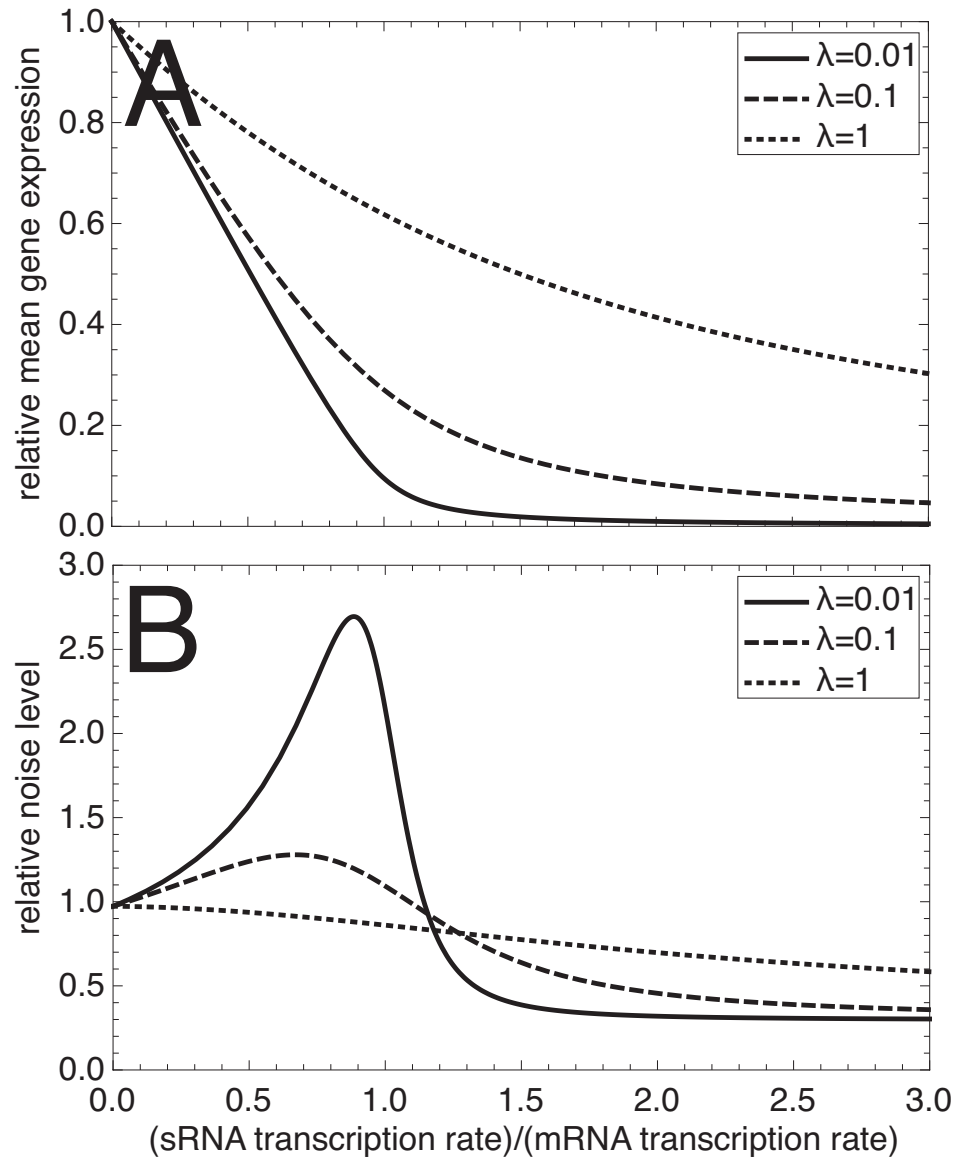 A
1.0
0.8
0.6
0.4
0.2
0.0
relative mean gene expression
λ=0.01
λ=0.1
λ=1
B
3.0
2.5
2.0
1.5
1.0
0.5
0.0
relative noise level
λ=0.01
λ=0.1
λ=1
0.0 0.5 1.0 1.5 2.0 2.5 3.0
(sRNA transcription rate)/(mRNA transcription rate)